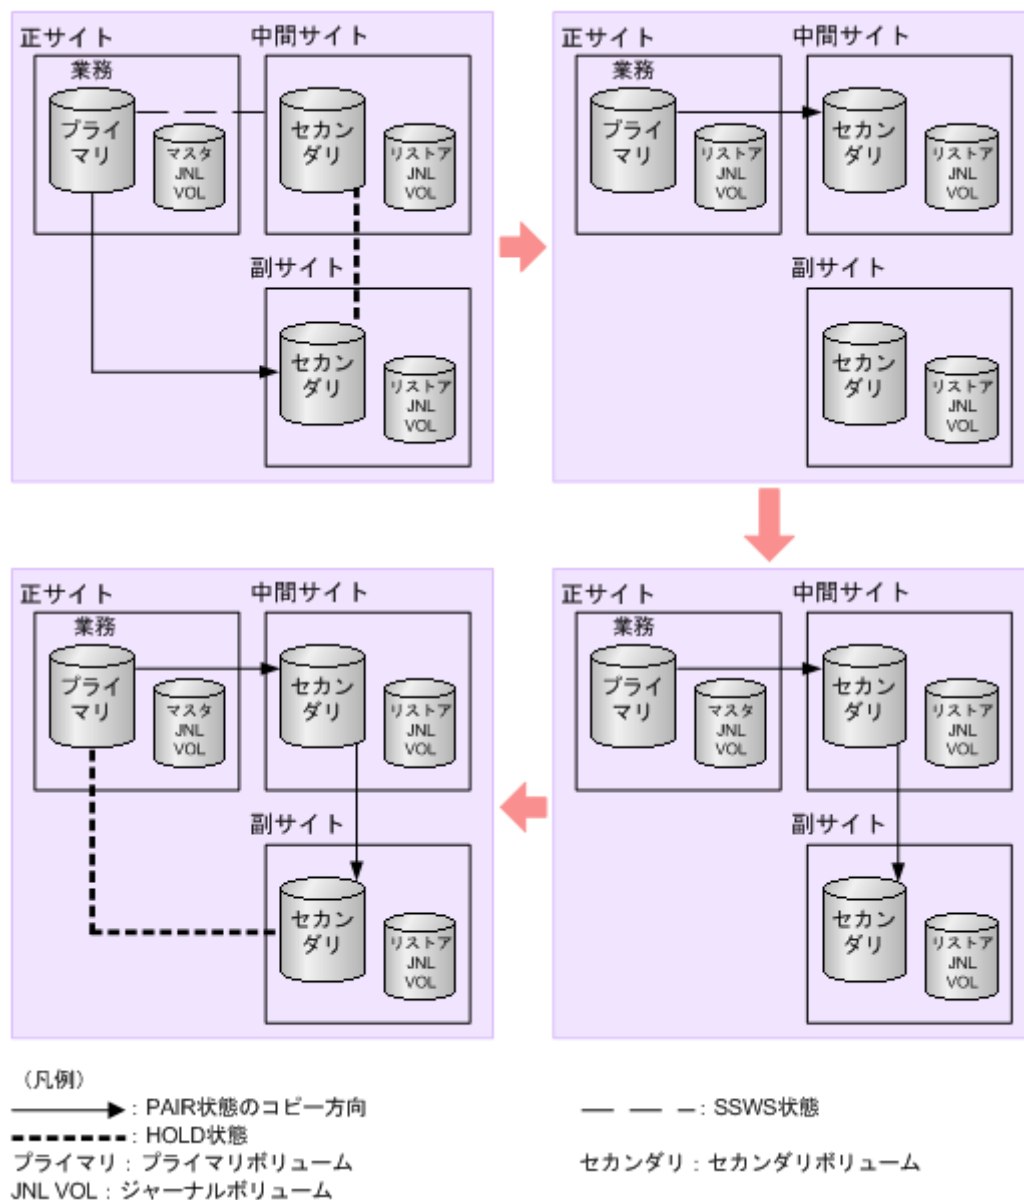 正サイト
中間サイト
業務
プライ
マリ
マスタ
JNL
VOL
セカン
ダリ
リストア
JNL
VOL
副サイト
セカン
ダリ
リストア
JNL
VOL
正サイト
中間サイト
業務
プライ
マリ
リストア
JNL
VOL
セカン
ダリ
リストア
JNL
VOL
副サイト
セカン
ダリ
リストア
JNL
VOL
正サイト
中間サイト
業務
プライ
マリ
マスタ
JNL
VOL
セカン
ダリ
リストア
JNL
VOL
副サイト
セカン
ダリ
リストア
JNL
VOL
正サイト
中間サイト
業務
プライ
マリ
マスタ
JNL
VOL
セカン
ダリ
リストア
JNL
VOL
副サイト
セカン
ダリ
リストア
JNL
VOL
（凡例）
：PAIR状態のコピー方向
：SSWS状態
：HOLD状態
プライマリ：プライマリボリューム
セカンダリ：セカンダリボリューム
JNL VOL：ジャーナルボリューム